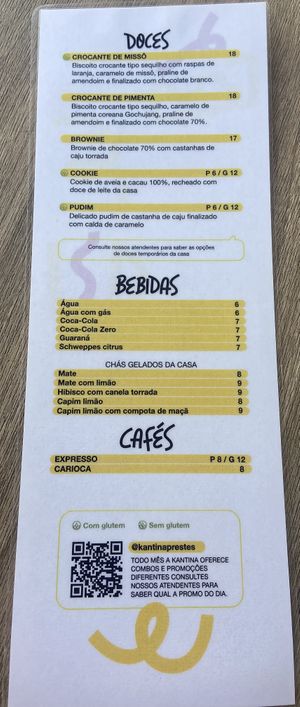 DOCES
CROCANTE DE MISSÔ 18
Biscoito crocante tipo sequilho com raspas de
laranja, caramelo de missô, praline de
amendoim e finalizado com chocolate branco.
CROCANTE DE PIMENTA 18
Biscoito crocante tipo sequilho, caramelo de
pimenta coreana Gochujang, praline de
amendoim e finalizado com chocolate 70%.
BROWNIE 17
Brownie de chocolate 70% com castanhas de
caju torrada
COOKIE P 6 / G 12
Cookie de aveia e cacau 100%, recheado com
doce de leite da casa
PUDIM P 6 / G 12
Delicado pudim de castanha de caju finalizado
com calda de caramelo
Consulte nossos atendentes para saber as opções
de doces temporários da casa
BEBIDAS
Água 6
Água com gás 6
Coca-Cola 7
Coca-Cola Zero 7
Guaraná 7
Schweppes citrus 7
CHÁS GELADOS DA CASA
Mate 8
Mate com limão 9
Hibisco com canela torrada 9
Capim limão 8
Capim limão com compota de maçã 9
CAFÉS
EXPRESSO P 8 / G 12
CARIOCA 8
Com glutem Sem glutem
@kantinaprestes
TODO MÊS A KANTINA OFERECE
COMBOS E PROMOÇÕES
DIFERENTES CONSULTES
NOSSOS ATENDENTES PARA
SABER QUAL A PROMO DO DIA.